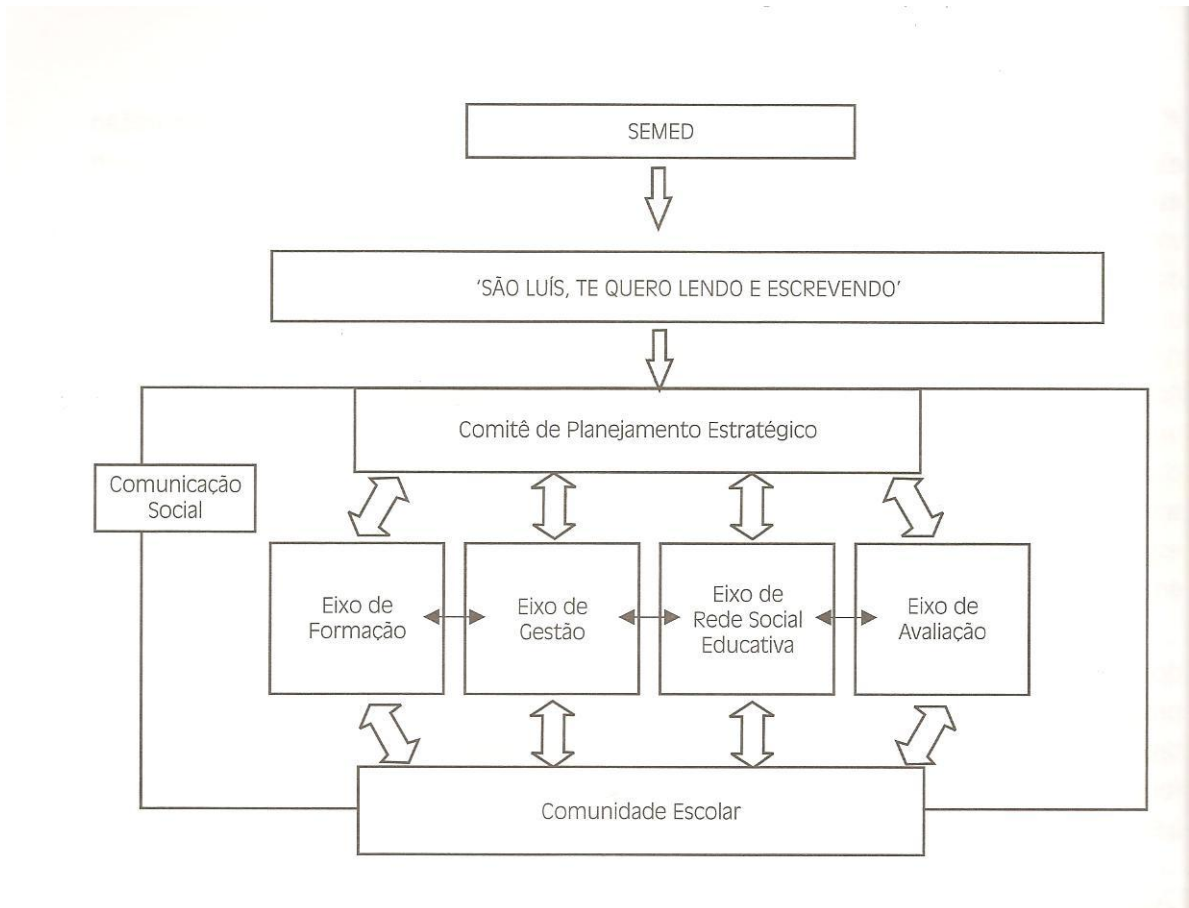 SEMED
'SÃO LUÍS, TE QUERO LENDO E ESCREVENDO'
Comitê de Planejamento Estratégico
Comunicação
Social
Eixo de
Formação
Eixo de
Gestão
Eixo de
Rede Social
Educativa
Eixo de
Avaliação
Comunidade Escolar